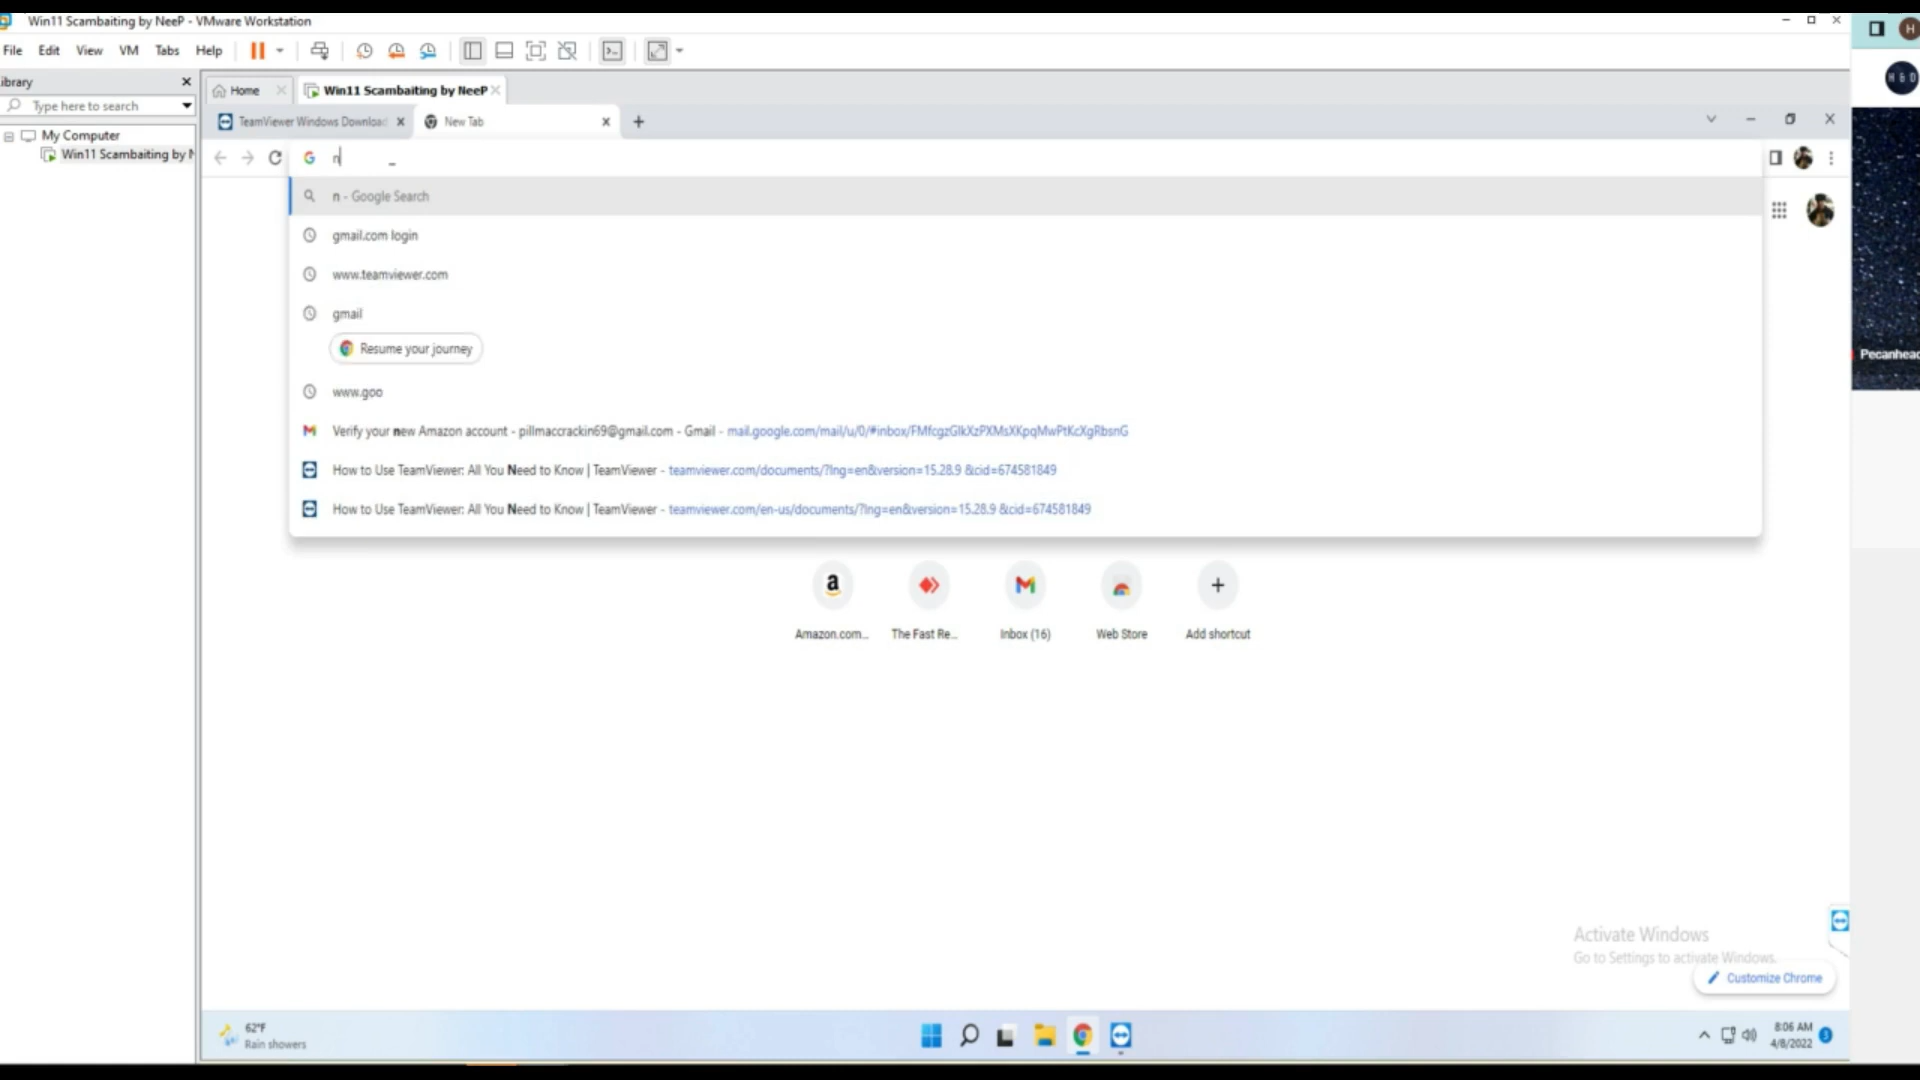 Win11 Scambaiting by NeeP - VMware Workstation
File Edit View VM Tabs Help
H
ibrary
Home
Win11 Scambaiting by NeeP
H & D
Type here to search
TeamViewer Windows Download
New Tab
My Computer
Win11 Scambaiting by N
n
n - Google Search
gmail.com login
www.teamviewer.com
gmail
Resume your journey
Pecanhead
www.goo
Verify your new Amazon account - pillmaccrackin69@gmail.com - Gmail - mail.google.com/mail/u/0/#inbox/FMfcgzGlkXzPXMsXKpqMwPtKcXgRbsnG
How to Use TeamViewer: All You Need to Know | TeamViewer - teamviewer.com/documents/?lng=en&version=15.28.9 &cid=674581849
How to Use TeamViewer: All You Need to Know | TeamViewer - teamviewer.com/en-us/documents/?lng=en&version=15.28.9 &cid=674581849
Amazon.com... The Fast Re... Inbox (16) Web Store Add shortcut
Activate Windows
Go to Settings to activate Windows.
Customize Chrome
62°F
Rain showers
8:06 AM
4/8/2022